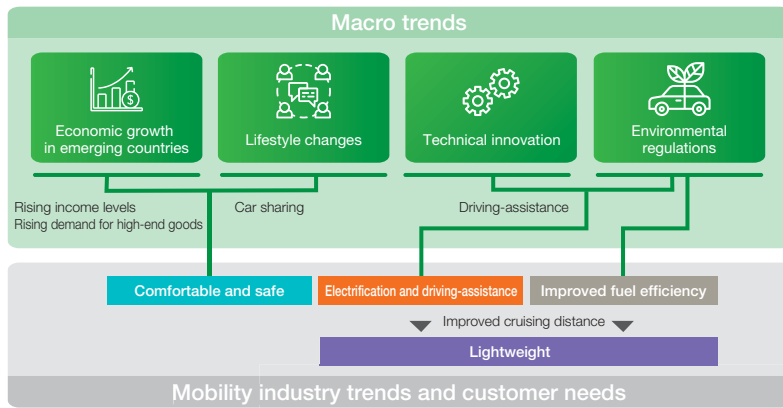 Macro trends
Economic growth
in emerging countries
Lifestyle changes
Technical innovation
Environmental
regulations
Rising income levels
Rising demand for high-end goods
Car sharing
Driving-assistance
Comfortable and safe
Electrification and driving-assistance
Improved fuel efficiency
Improved cruising distance
Lightweight
Mobility industry trends and customer needs